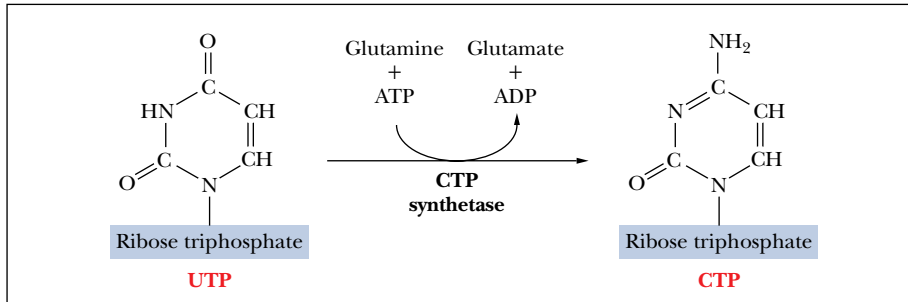 O
C
HN
CH
C
CH
O
N
Ribose triphosphate
UTP
Glutamine
+
ATP
Glutamate
+
ADP
CTP
synthetase
NH₂
C
N
CH
C
CH
O
N
Ribose triphosphate
CTP